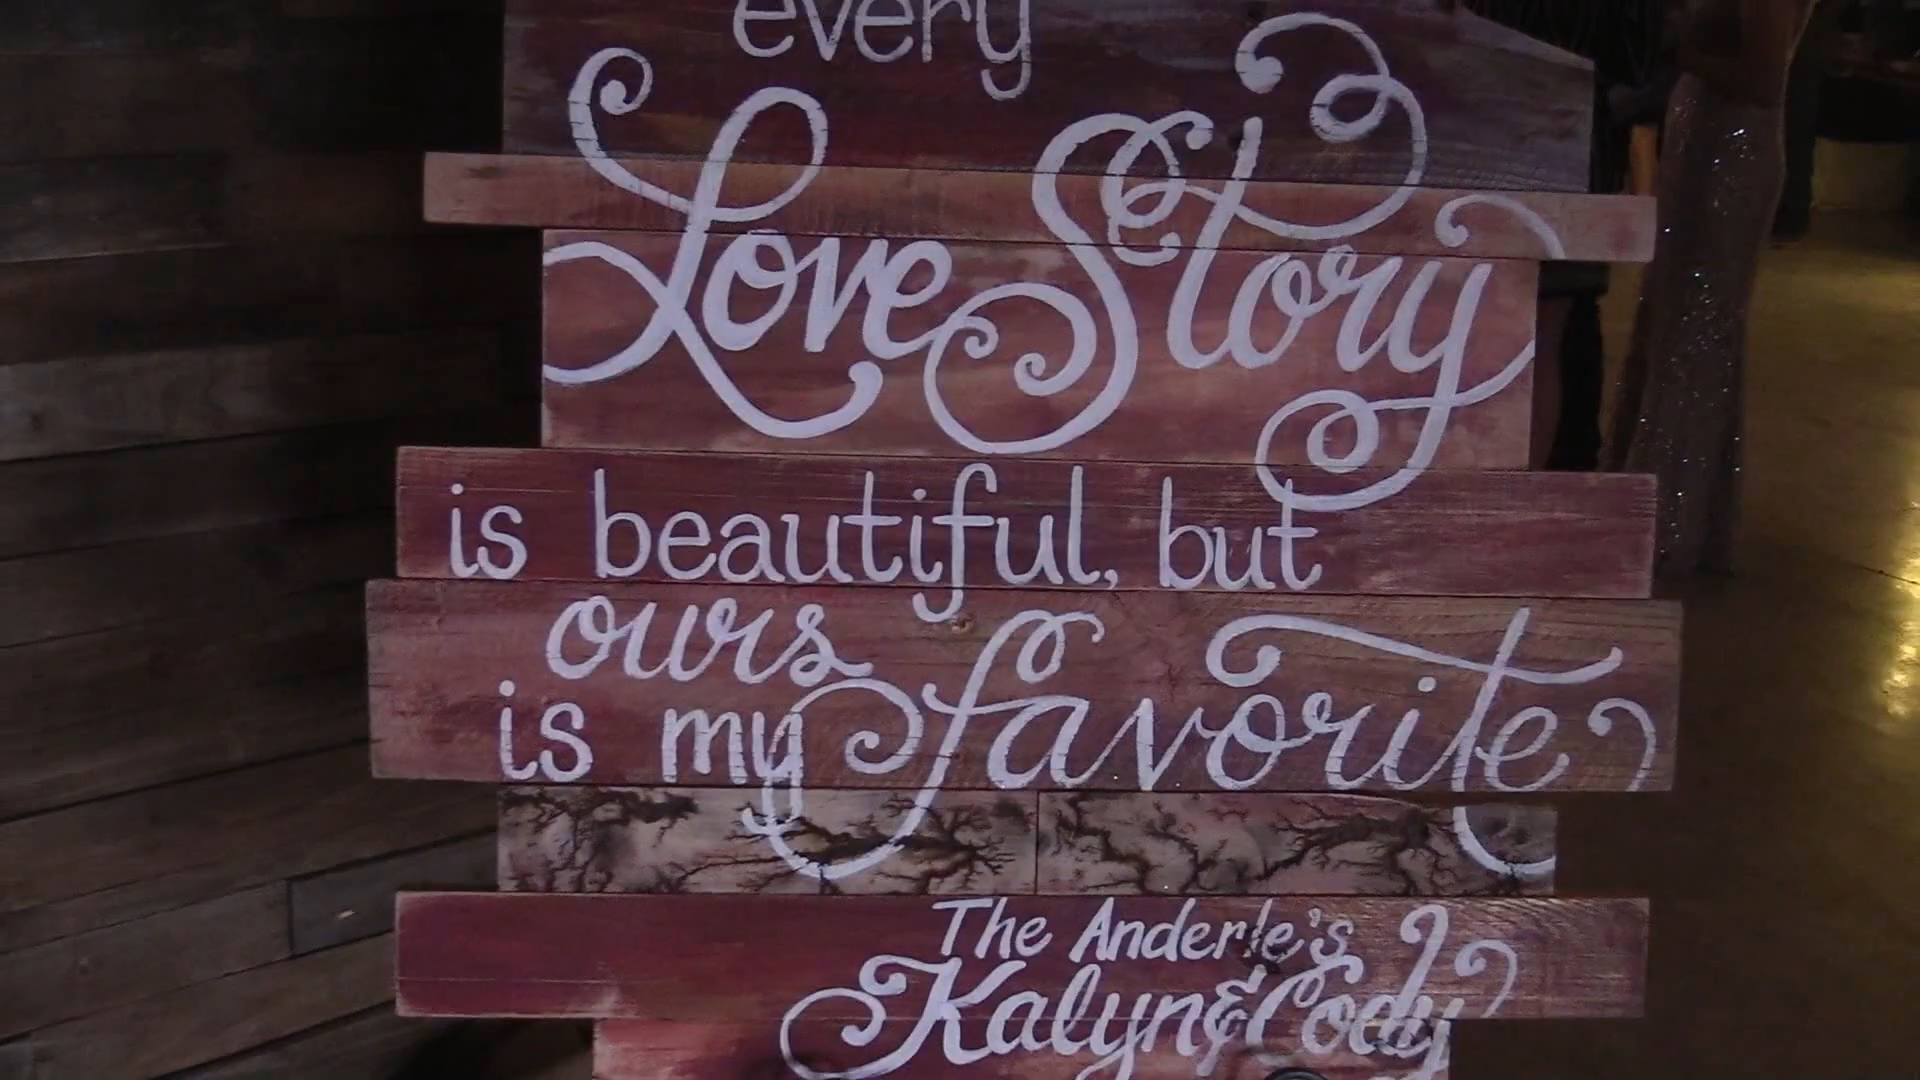 every
Love Story
is beautiful, but
ours
is my favorite
The Anderle's
Kalyn & Cody